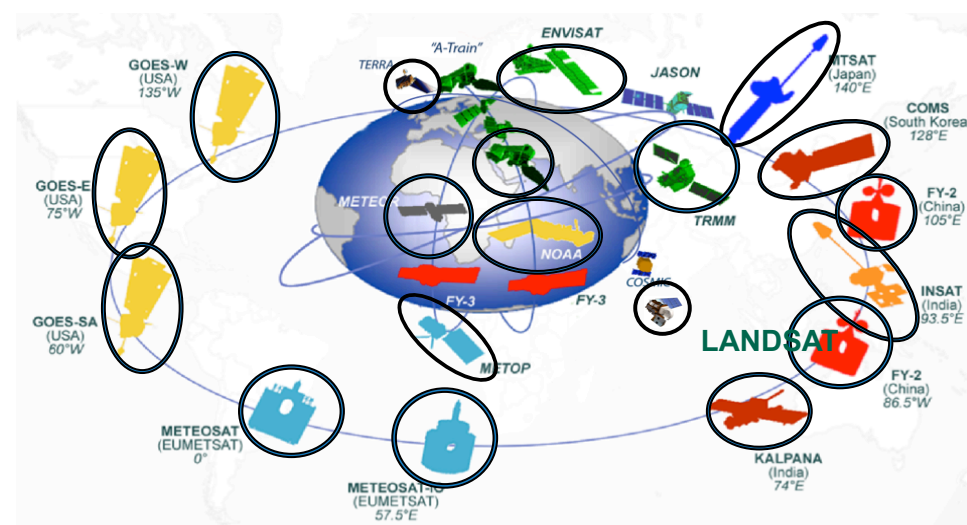 ENVISAT
"A-Train"
TERRA
JASON
GOES-W
(USA)
135°W
MTSAT
(Japan)
140°E
COMS
(South Korea
128°E
GOES-E
(USA)
75°W
FY-2
(China)
105°E
METEOR
TRMM
NOAA
COSMIC
FY-3
FY-3
INSAT
(India)
93.5°E
GOES-SA
(USA)
60°W
LANDSAT
METOP
FY-2
(China)
86.5°W
METEOSAT
(EUMETSAT)
0°
KALPANA
(India)
74°E
METEOSAT-IO
(EUMETSAT)
57.5°E